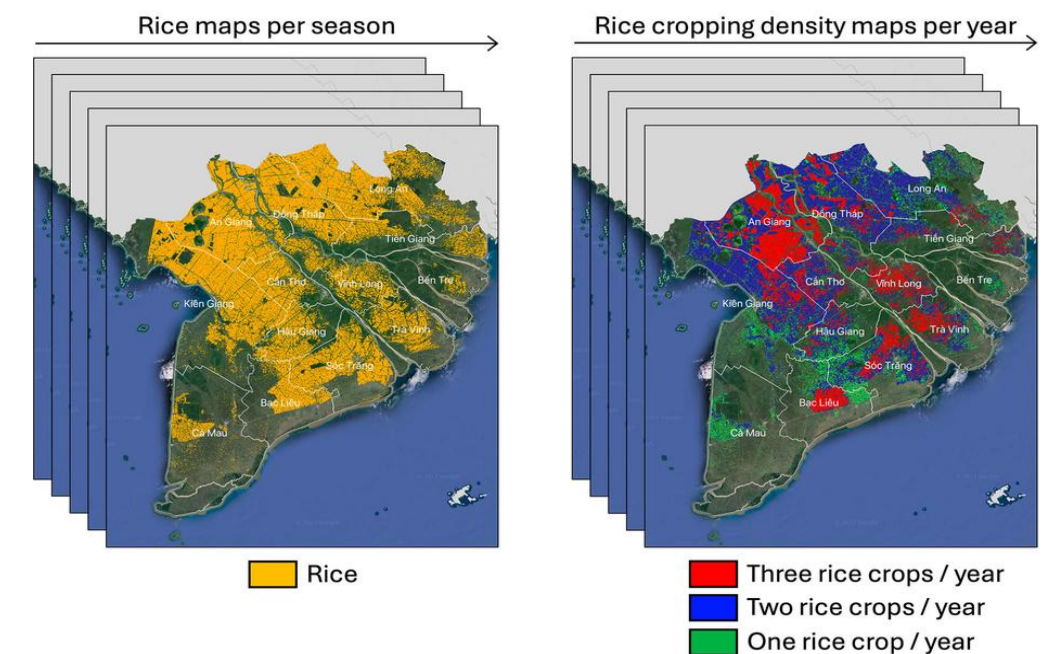 Rice maps per season
Rice cropping density maps per year
Long An
An Giang
Đồng Tháp
Tiền Giang
Cần Thơ
Vĩnh Long
Bến Tre
Kiên Giang
Hậu Giang
Trà Vinh
Sóc Trăng
Bạc Liêu
Cà Mau
Long An
An Giang
Đồng Tháp
Tiền Giang
Cần Thơ
Vĩnh Long
Bến Tre
Kiên Giang
Hậu Giang
Trà Vinh
Sóc Trăng
Bạc Liêu
Cà Mau
Rice
Three rice crops / year
Two rice crops / year
One rice crop / year